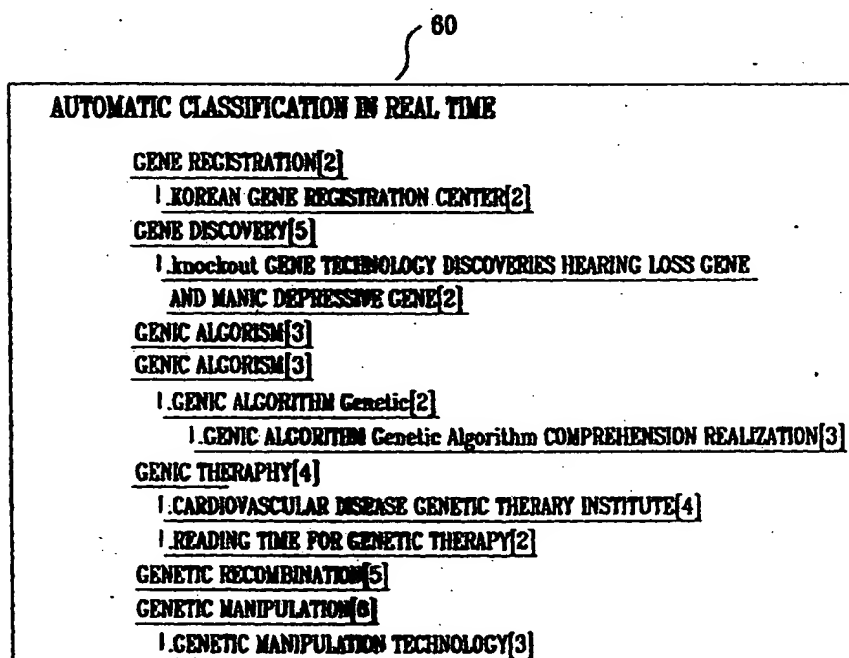 60
AUTOMATIC CLASSIFICATION IN REAL TIME
GENE REGISTRATION[2]
I.KOREAN GENE REGISTRATION CENTER[2]
GENE DISCOVERY[5]
I.knockout GENE TECHNOLOGY DISCOVERIES HEARING LOSS GENE
AND MANIC DEPRESSIVE GENE[2]
GENIC ALGORISM[3]
GENIC ALGORISM[3]
I.GENIC ALGORITHM Genetic[2]
I.GENIC ALGORITHM Genetic Algorithm COMPREHENSION REALIZATION[3]
GENIC THERAPHY[4]
I.CARDIOVASCULAR DISEASE GENETIC THERARY INSTITUTE[4]
I.READING TIME FOR GENETIC THERAPY[2]
GENETIC RECOMBINATION[5]
GENETIC MANIPULATION[6]
I.GENETIC MANIPULATION TECHNOLOGY[3]